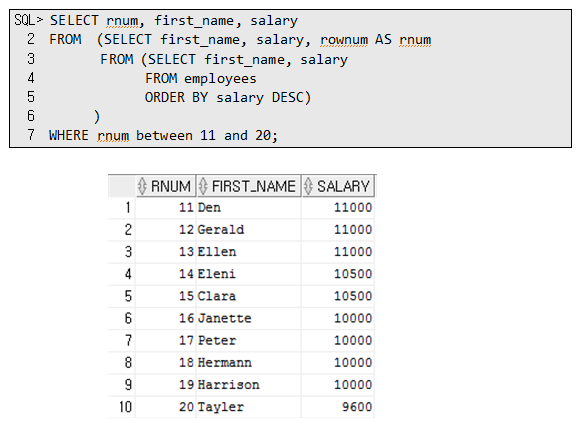 SQL> SELECT rnum, first_name, salary
2 FROM (SELECT first_name, salary, rownum AS rnum
3 FROM (SELECT first_name, salary
4 FROM employees
5 ORDER BY salary DESC)
6 )
7 WHERE rnum between 11 and 20;
RNUM FIRST_NAME SALARY
1 11 Den 11000
2 12 Gerald 11000
3 13 Ellen 11000
4 14 Eleni 10500
5 15 Clara 10500
6 16 Janette 10000
7 17 Peter 10000
8 18 Hermann 10000
9 19 Harrison 10000
10 20 Tayler 9600